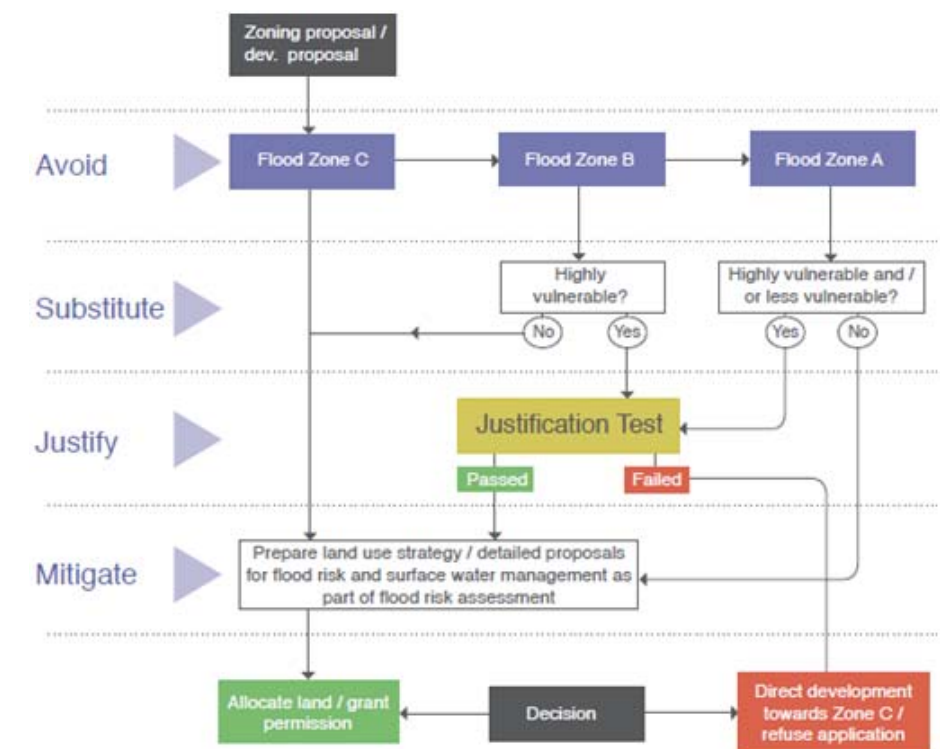 Zoning proposal /
dev. proposal
Avoid
Flood Zone C
Flood Zone B
Flood Zone A
Substitute
Highly
vulnerable?
Highly vulnerable and /
or less vulnerable?
No
Yes
Yes
No
Justify
Justification Test
Passed
Failed
Mitigate
Prepare land use strategy / detailed proposals
for flood risk and surface water management as
part of flood risk assessment
Allocate land / grant
permission
Decision
Direct development
towards Zone C /
refuse application